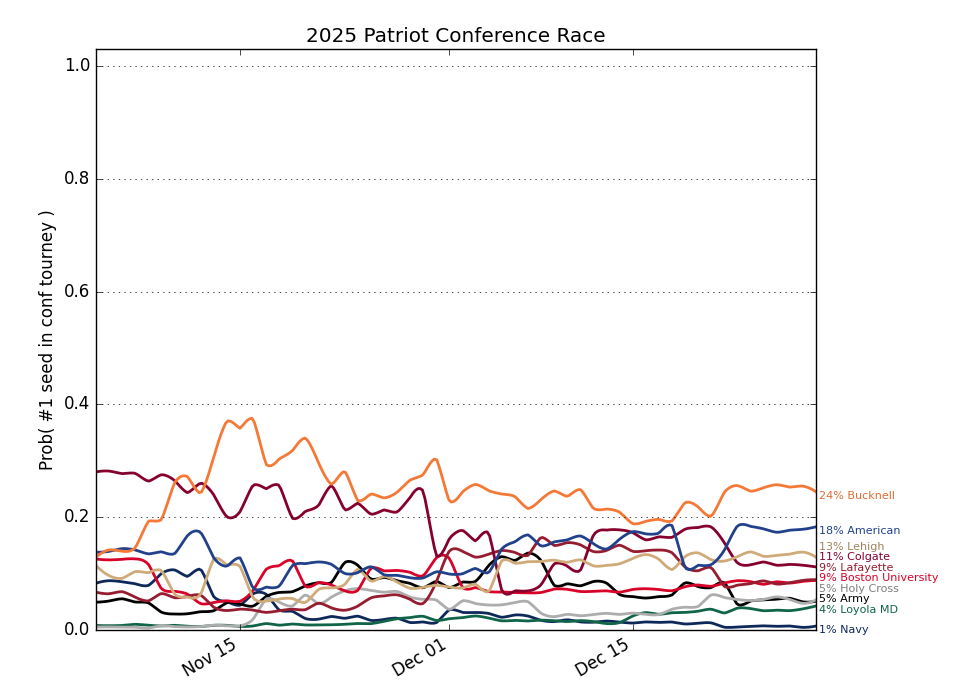 2025 Patriot Conference Race
Prob( #1 seed in conf tourney )
1.0
0.8
0.6
0.4
0.2
0.0
Nov 15
Dec 01
Dec 15
24% Bucknell
18% American
13% Lehigh
11% Colgate
9% Lafayette
9% Boston University
5% Holy Cross
5% Army
4% Loyola MD
1% Navy